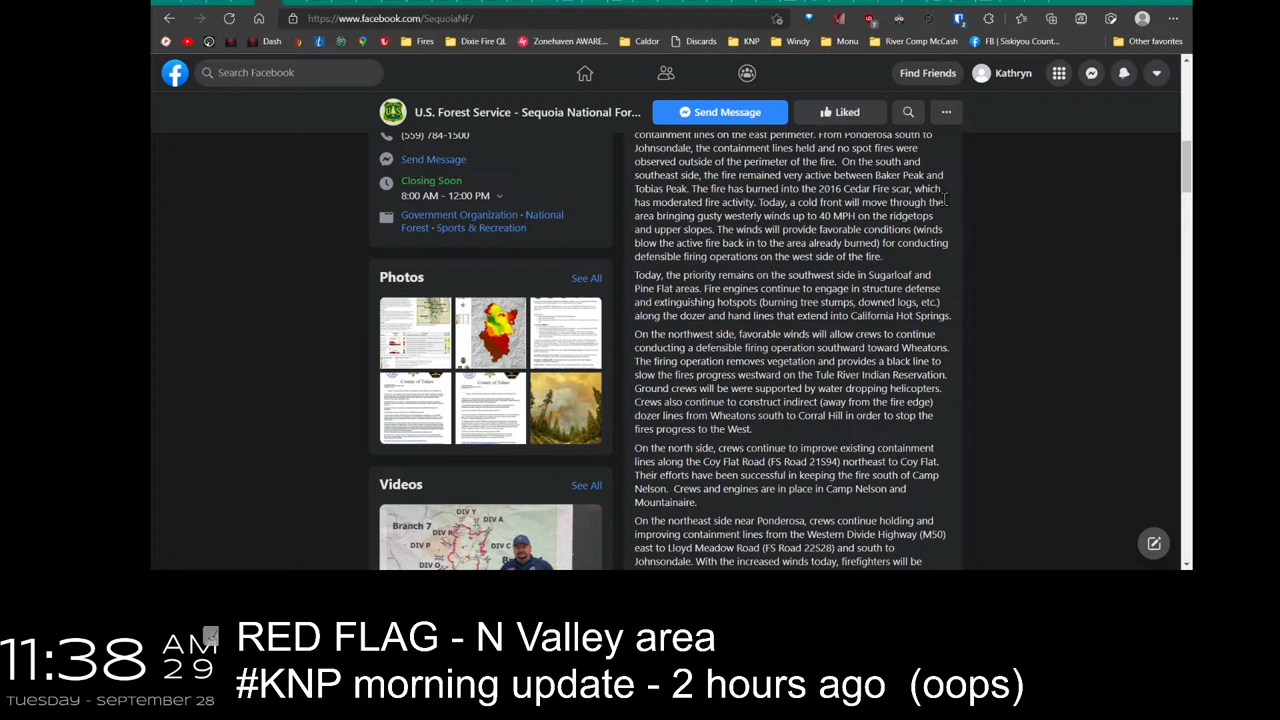 https://www.facebook.com/SequoiaNF/
Dash
Fires
Dixie Fire QL
Zonehaven AWARE...
Caldor
Discards
KNP
Windy
Monu
River Comp McCash
FB | Siskiyou Count...
Other favorites
Search Facebook
Find Friends
Kathryn
U.S. Forest Service - Sequoia National For...
Send Message
Liked
(559) 784-1500
Send Message
Closing Soon
8:00 AM - 12:00 PM
Government Organization · National
Forest · Sports & Recreation
Photos
See All
County of Tulare
County of Tulare
Videos
See All
Branch 7
DIV Y
DIV A
DIV R
DIV P
DIV C
DIV O
containment lines on the east perimeter. From Ponderosa south to
Johnsondale, the containment lines held and no spot fires were
observed outside of the perimeter of the fire. On the south and
southeast side, the fire remained very active between Baker Peak and
Tobias Peak. The fire has burned into the 2016 Cedar Fire scar, which
has moderated fire activity. Today, a cold front will move through the
area bringing gusty westerly winds up to 40 MPH on the ridgetops
and upper slopes. The winds will provide favorable conditions (winds
blow the active fire back in to the area already burned) for conducting
defensible firing operations on the west side of the fire.
Today, the priority remains on the southwest side in Sugarloaf and
Pine Flat areas. Fire engines continue to engage in structure defense
and extinguishing hotspots (burning tree stumps, downed logs, etc.)
along the dozer and hand lines that extend into California Hot Springs.
On the northwest side, favorable winds will allow crews to continue
conducting a defensible firing operation southward toward Wheatons.
The firing operation removes vegetation and provides a black line to
slow the fires progress westward on the Tule River Indian Reservation.
Ground crews will be were supported by water dropping helicopters.
Crews also continue to construct indirect (away from the fire edge)
dozer lines from Wheatons south to Corral Hill in order to stop the
fires progress to the West.
On the north side, crews continue to improve existing containment
lines along the Coy Flat Road (FS Road 21S94) northeast to Coy Flat.
Their efforts have been successful in keeping the fire south of Camp
Nelson. Crews and engines are in place in Camp Nelson and
Mountainaire.
On the northeast side near Ponderosa, crews continue holding and
improving containment lines from the Western Divide Highway (M50)
east to Lloyd Meadow Road (FS Road 22S28) and south to
Johnsondale. With the increased winds today, firefighters will be
11:38 AM
29
TUESDAY - SEPTEMBER 28
RED FLAG - N Valley area
#KNP morning update - 2 hours ago (oops)